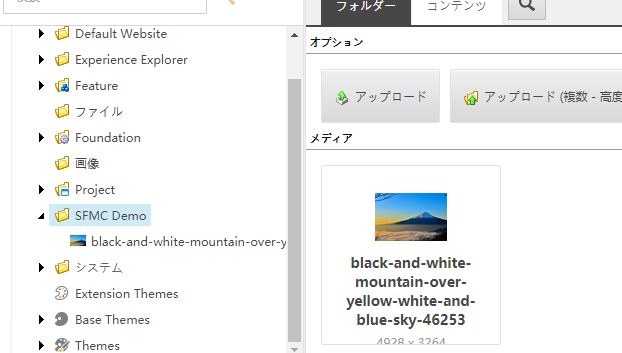 Default Website
Experience Explorer
Feature
ファイル
Foundation
画像
Project
SFMC Demo
black-and-white-mountain-over-y
システム
Extension Themes
Base Themes
Themes
フォルダー
コンテンツ
オプション
アップロード
アップロード (複数 - 高度
メディア
black-and-white-
mountain-over-
yellow-white-and-
blue-sky-46253
4928 x 3264